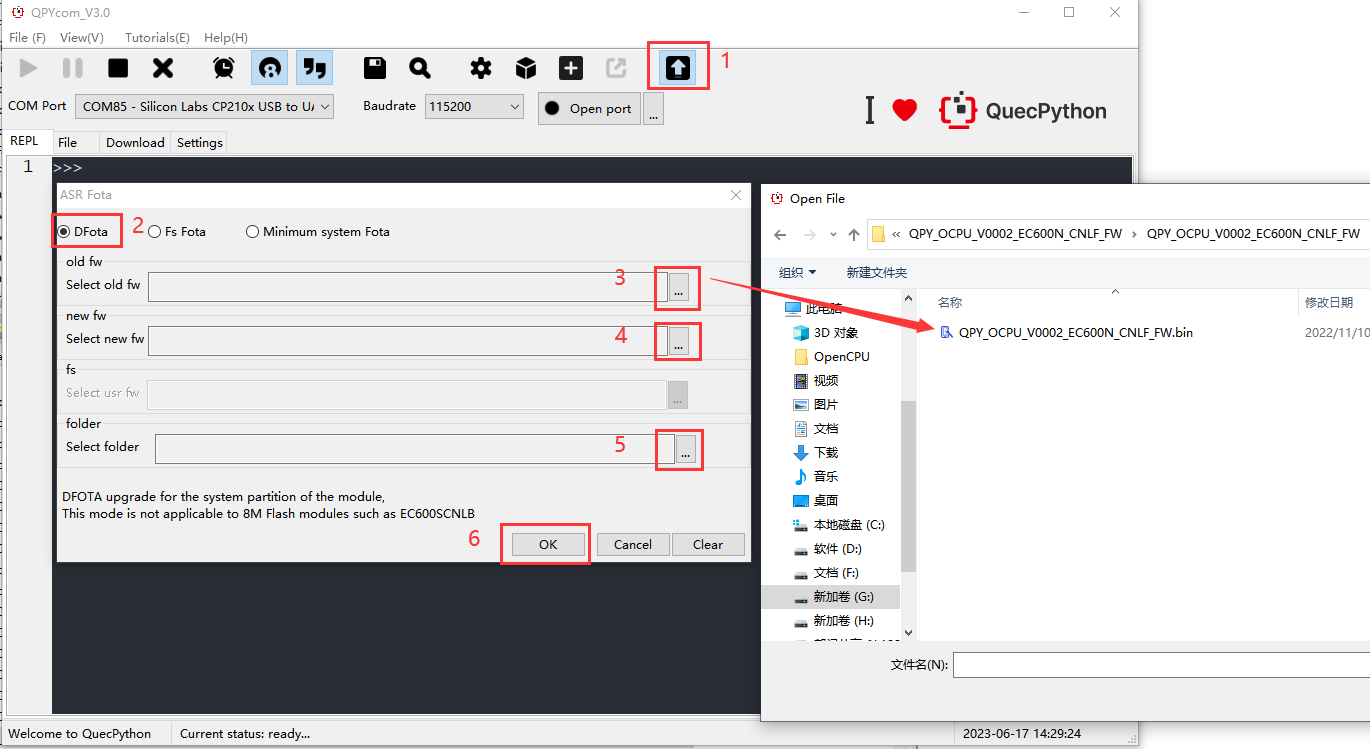 QPYcom_V3.0
File (F) View(V) Tutorials(E) Help(H)
1
COM Port COM85 - Silicon Labs CP210x USB to UA Baudrate 115200 Open port ... I QuecPython
REPL File Download Settings
1 >>>
ASR Fota
DFota 2 Fs Fota Minimum system Fota
old fw
Select old fw 3 ...
new fw
Select new fw 4 ...
fs
Select usr fw ...
folder
Select folder 5 ...
DFOTA upgrade for the system partition of the module,
This mode is not applicable to 8M Flash modules such as EC600SCNLB
6 OK Cancel Clear
Open File
« QPY_OCPU_V0002_EC600N_CNLF_FW › QPY_OCPU_V0002_EC600N_CNLF_FW
组织 新建文件夹
名称 修改日期
此电脑
3D 对象
QPY_OCPU_V0002_EC600N_CNLF_FW.bin 2022/11/10
OpenCPU
视频
图片
文档
下载
音乐
桌面
本地磁盘 (C:)
软件 (D:)
文档 (F:)
新加卷 (G:)
新加卷 (H:)
文件名(N):
Welcome to QuecPython Current status: ready... 2023-06-17 14:29:24